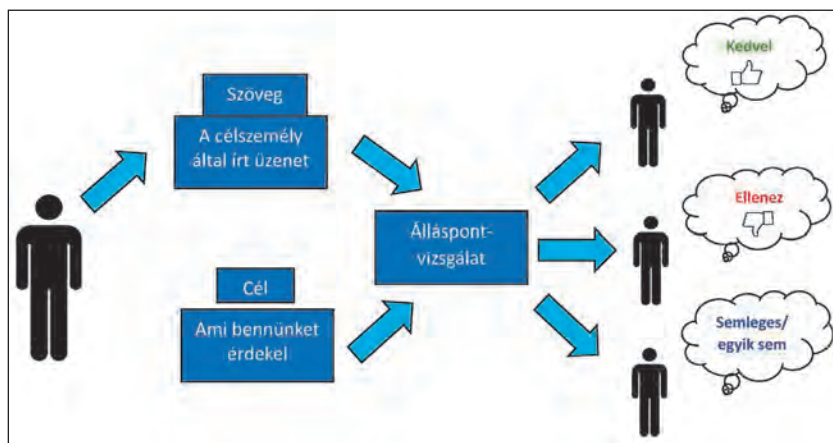 Szöveg
A célszemély
által írt üzenet
Cél
Ami bennünket
érdekel
Álláspont-
vizsgálat
Kedvel
Ellenez
Semleges/
egyik sem